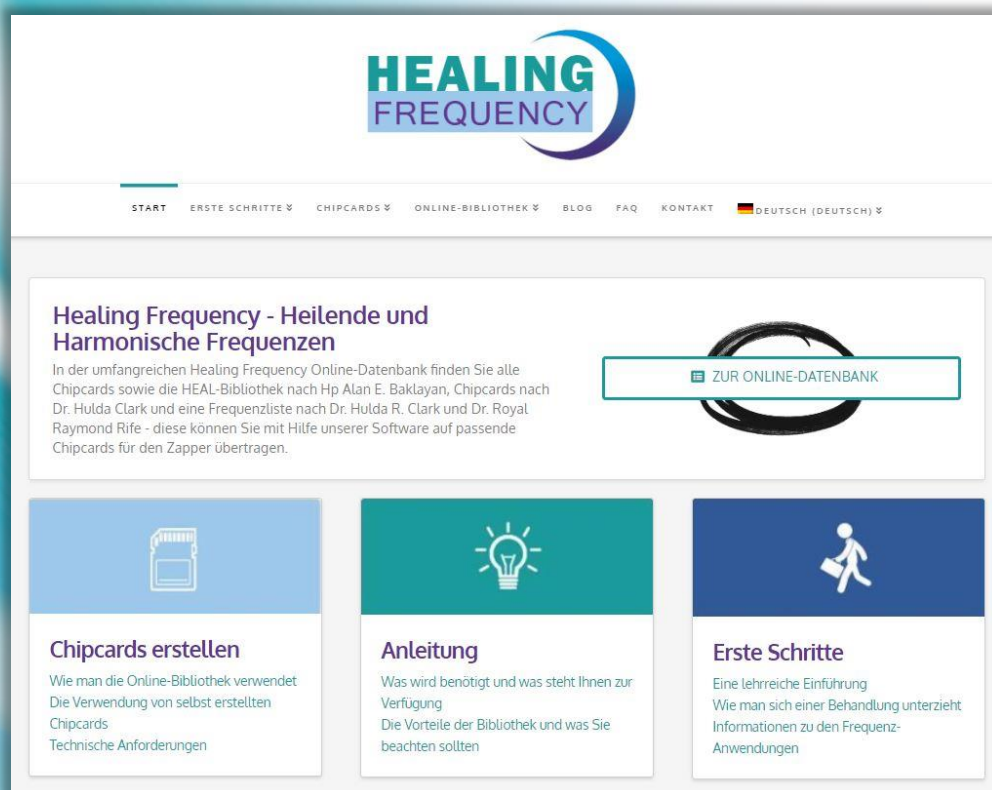 HEALING
FREQUENCY
START ERSTE SCHRITTE CHIPCARDS ONLINE-BIBLIOTHEK BLOG FAQ KONTAKT DEUTSCH (DEUTSCH)
Healing Frequency - Heilende und
Harmonische Frequenzen
In der umfangreichen Healing Frequency Online-Datenbank finden Sie alle
Chipcards sowie die HEAL-Bibliothek nach Hp Alan E. Baklayan, Chipcards nach
Dr. Hulda Clark und eine Frequenzliste nach Dr. Hulda R. Clark und Dr. Royal
Raymond Rife - diese können Sie mit Hilfe unserer Software auf passende
Chipcards für den Zapper übertragen.
ZUR ONLINE-DATENBANK
Chipcards erstellen
Wie man die Online-Bibliothek verwendet
Die Verwendung von selbst erstellten
Chipcards
Technische Anforderungen
Anleitung
Was wird benötigt und was steht Ihnen zur
Verfügung
Die Vorteile der Bibliothek und was Sie
beachten sollten
Erste Schritte
Eine lehrreiche Einführung
Wie man sich einer Behandlung unterzieht
Informationen zu den Frequenz-
Anwendungen